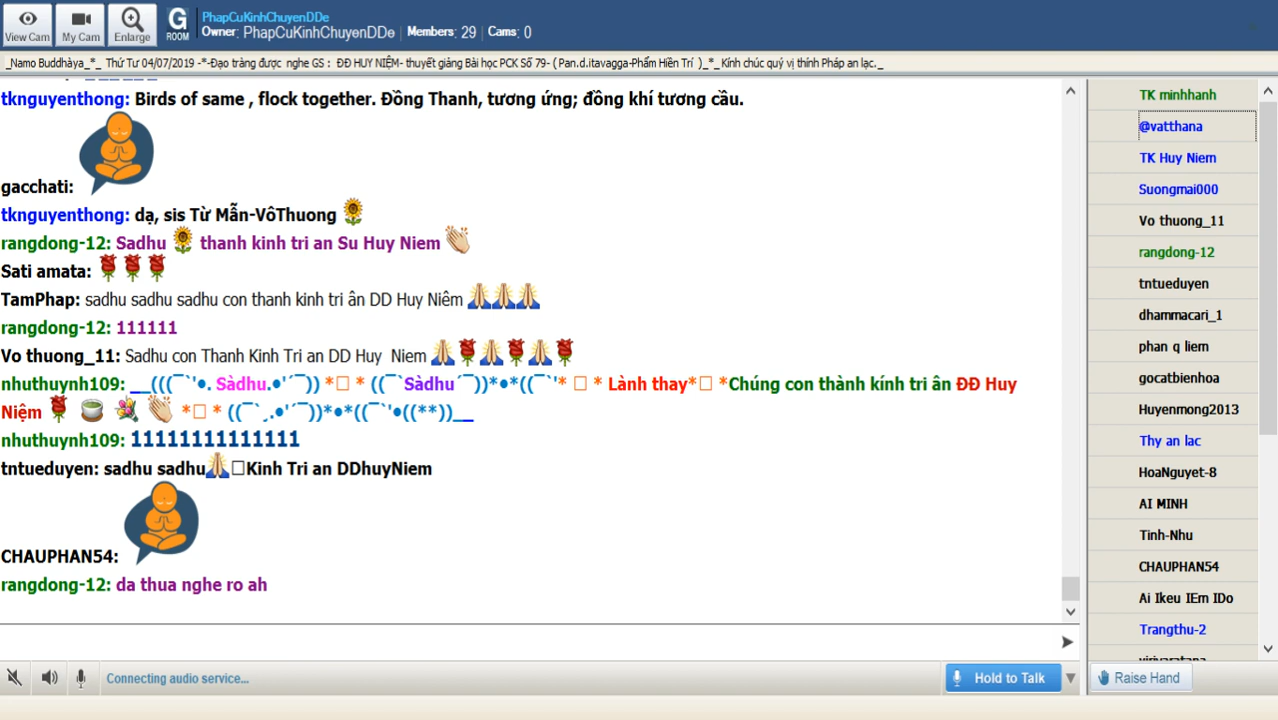 PhapCuKinhChuyenDDe
G
ROOM
Owner: PhapCuKinhChuyenDDe | Members: 29 | Cams: 0
View Cam
My Cam
Enlarge
_Namo Buddhàya_*_ Thứ Tư 04/07/2019 -*-Đạo tràng được nghe GS : ĐĐ HUY NIỆM- thuyết giảng Bài học PCK Số 79- ( Pan.d.itavagga-Phẩm Hiền Trí )_*_ Kính chúc quý vị thính Pháp an lạc._
tknguyenthong: Birds of same , flock together. Đồng Thanh, tương ứng; đồng khí tương cầu.
gacchati:
tknguyenthong: dạ, sis Từ Mẫn-VôThuong 🌻
rangdong-12: Sadhu 🌻 thanh kinh tri an Su Huy Niem 👏
Sati amata: 🌹🌹🌹
TamPhap: sadhu sadhu sadhu con thanh kinh tri ân DD Huy Niêm 🙏🙏🙏
rangdong-12: 111111
Vo thuong_11: Sadhu con Thanh Kinh Tri an DD Huy Niem 🙏🌹🙏🌹🙏🌹
nhuthuynh109: __(((¯`'•. Sàdhu.•'´¯)) *□ * ((¯`Sàdhu´¯))*•*((¯`'* □ * Lành thay*□ *Chúng con thành kính tri ân ĐĐ Huy
Niệm 🌹 🍵 💐 👏 *□ * ((¯`¸.•'´¯))*•*((¯`'•((**))__
nhuthuynh109: 11111111111111
tntueduyen: sadhu sadhu🙏□Kinh Tri an DDhuyNiem
CHAUPHAN54:
rangdong-12: da thua nghe ro ah
Connecting audio service...
Hold to Talk
TK minhhanh
@vatthana
TK Huy Niem
Suongmai000
Vo thuong_11
rangdong-12
tntueduyen
dhammacari_1
phan q liem
gocatbienhoa
Huyenmong2013
Thy an lac
HoaNguyet-8
AI MINH
Tinh-Nhu
CHAUPHAN54
Ai Ikeu IEm IDo
Trangthu-2
Raise Hand